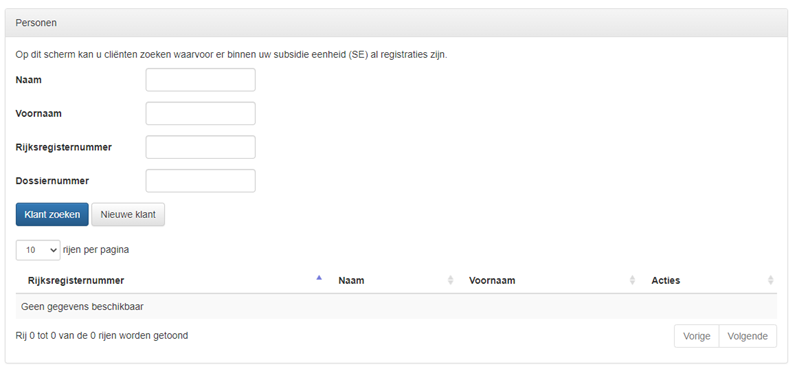 Personen
Op dit scherm kan u cliënten zoeken waarvoor er binnen uw subsidie eenheid (SE) al registraties zijn.
Naam
Voornaam
Rijksregisternummer
Dossiernummer
Klant zoeken Nieuwe klant
10 rijen per pagina
Rijksregisternummer Naam Voornaam Acties
Geen gegevens beschikbaar
Rij 0 tot 0 van de 0 rijen worden getoond Vorige Volgende